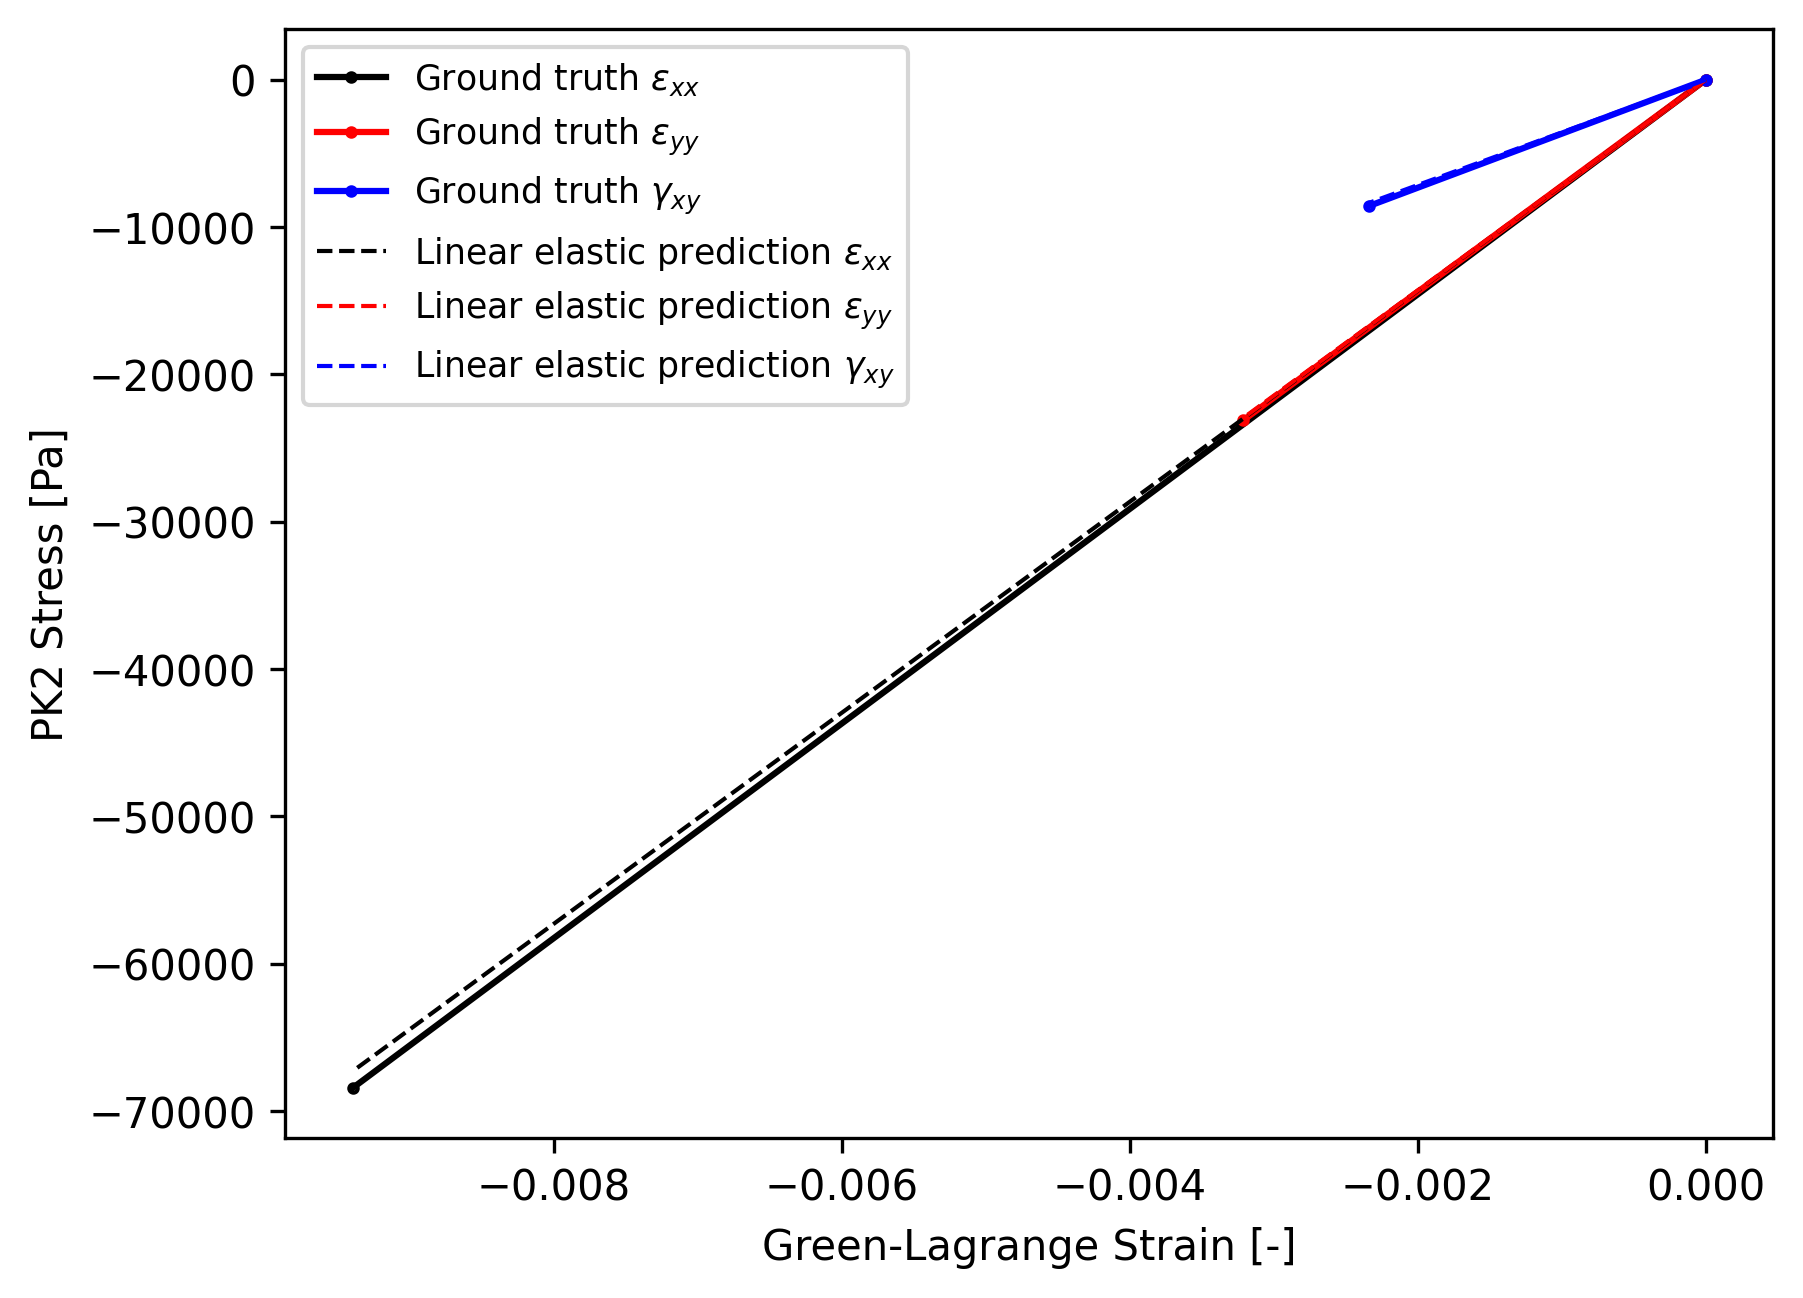 Ground truth εxx
Ground truth εyy
Ground truth γxy
Linear elastic prediction εxx
Linear elastic prediction εyy
Linear elastic prediction γxy
PK2 Stress [Pa]
0
−10000
−20000
−30000
−40000
−50000
−60000
−70000
−0.008
−0.006
−0.004
−0.002
0.000
Green-Lagrange Strain [-]